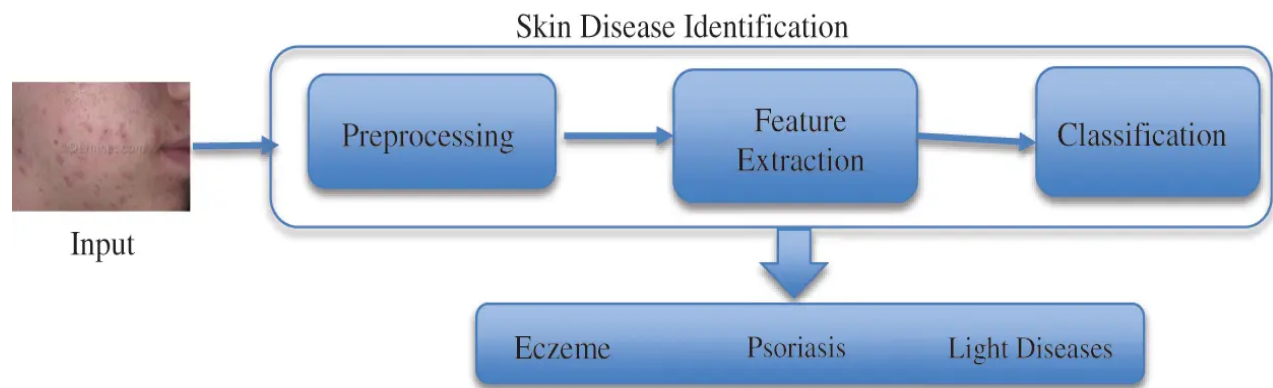 Skin Disease Identification
Preprocessing
Feature
Extraction
Classification
Input
Eczeme
Psoriasis
Light Diseases